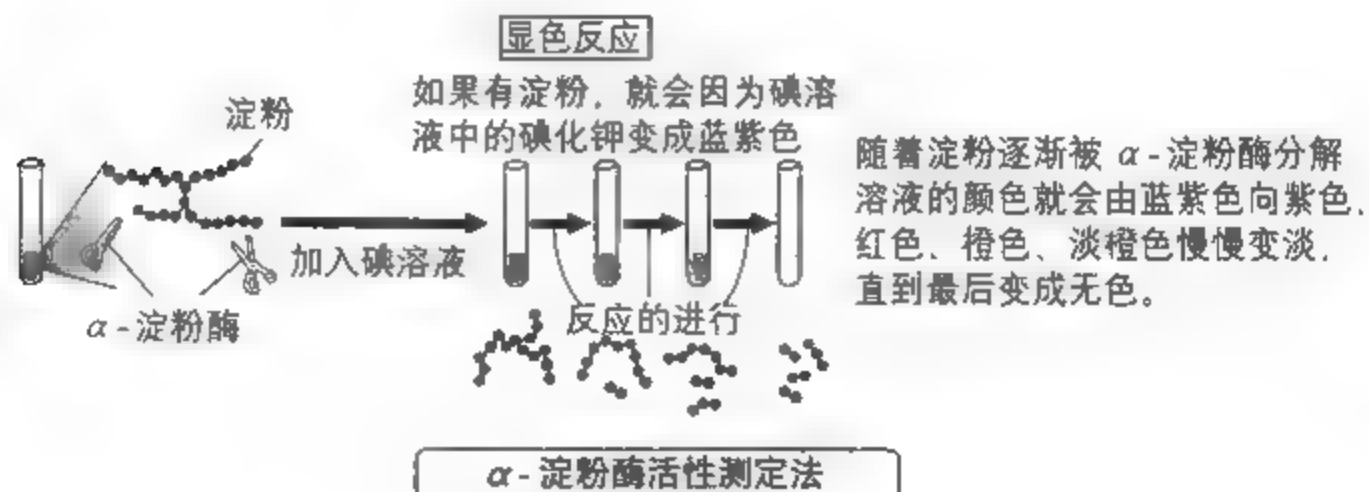 显色反应
如果有淀粉，就会因为碘溶
液中的碘化钾变成蓝紫色
淀粉
加入碘溶液
α-淀粉酶
反应的进行
随着淀粉逐渐被 α-淀粉酶分解
溶液的颜色就会由蓝紫色向紫色、
红色、橙色、淡橙色慢慢变淡，
直到最后变成无色。
α-淀粉酶活性测定法